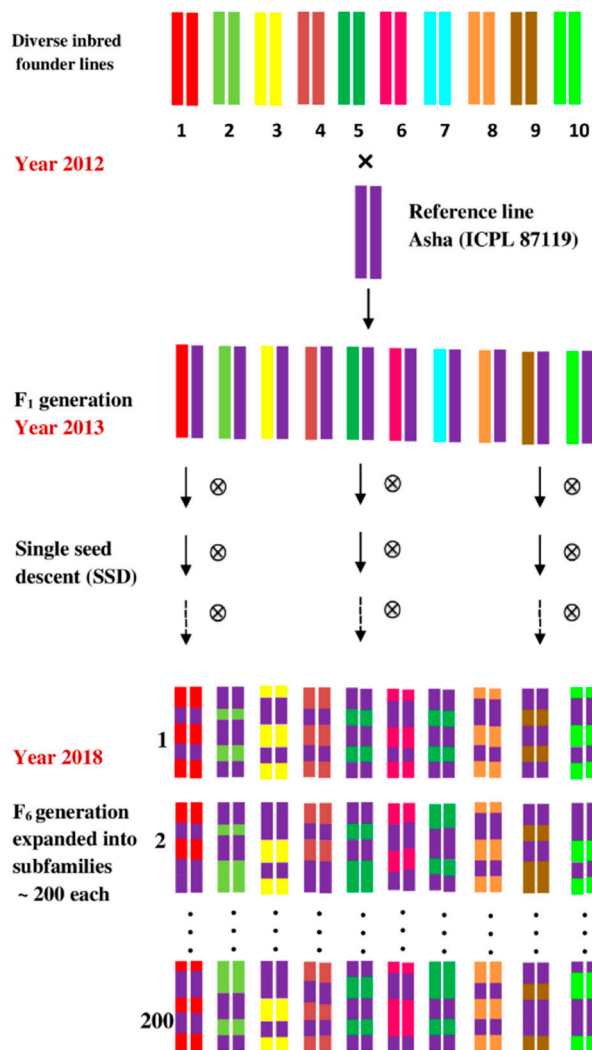 Diverse inbred
founder lines
1 2 3 4 5 6 7 8 9 10
Year 2012
×
Reference line
Asha (ICPL 87119)
F₁ generation
Year 2013
Single seed
descent (SSD)
1
Year 2018
F₆ generation
expanded into
subfamilies
~ 200 each
2
200